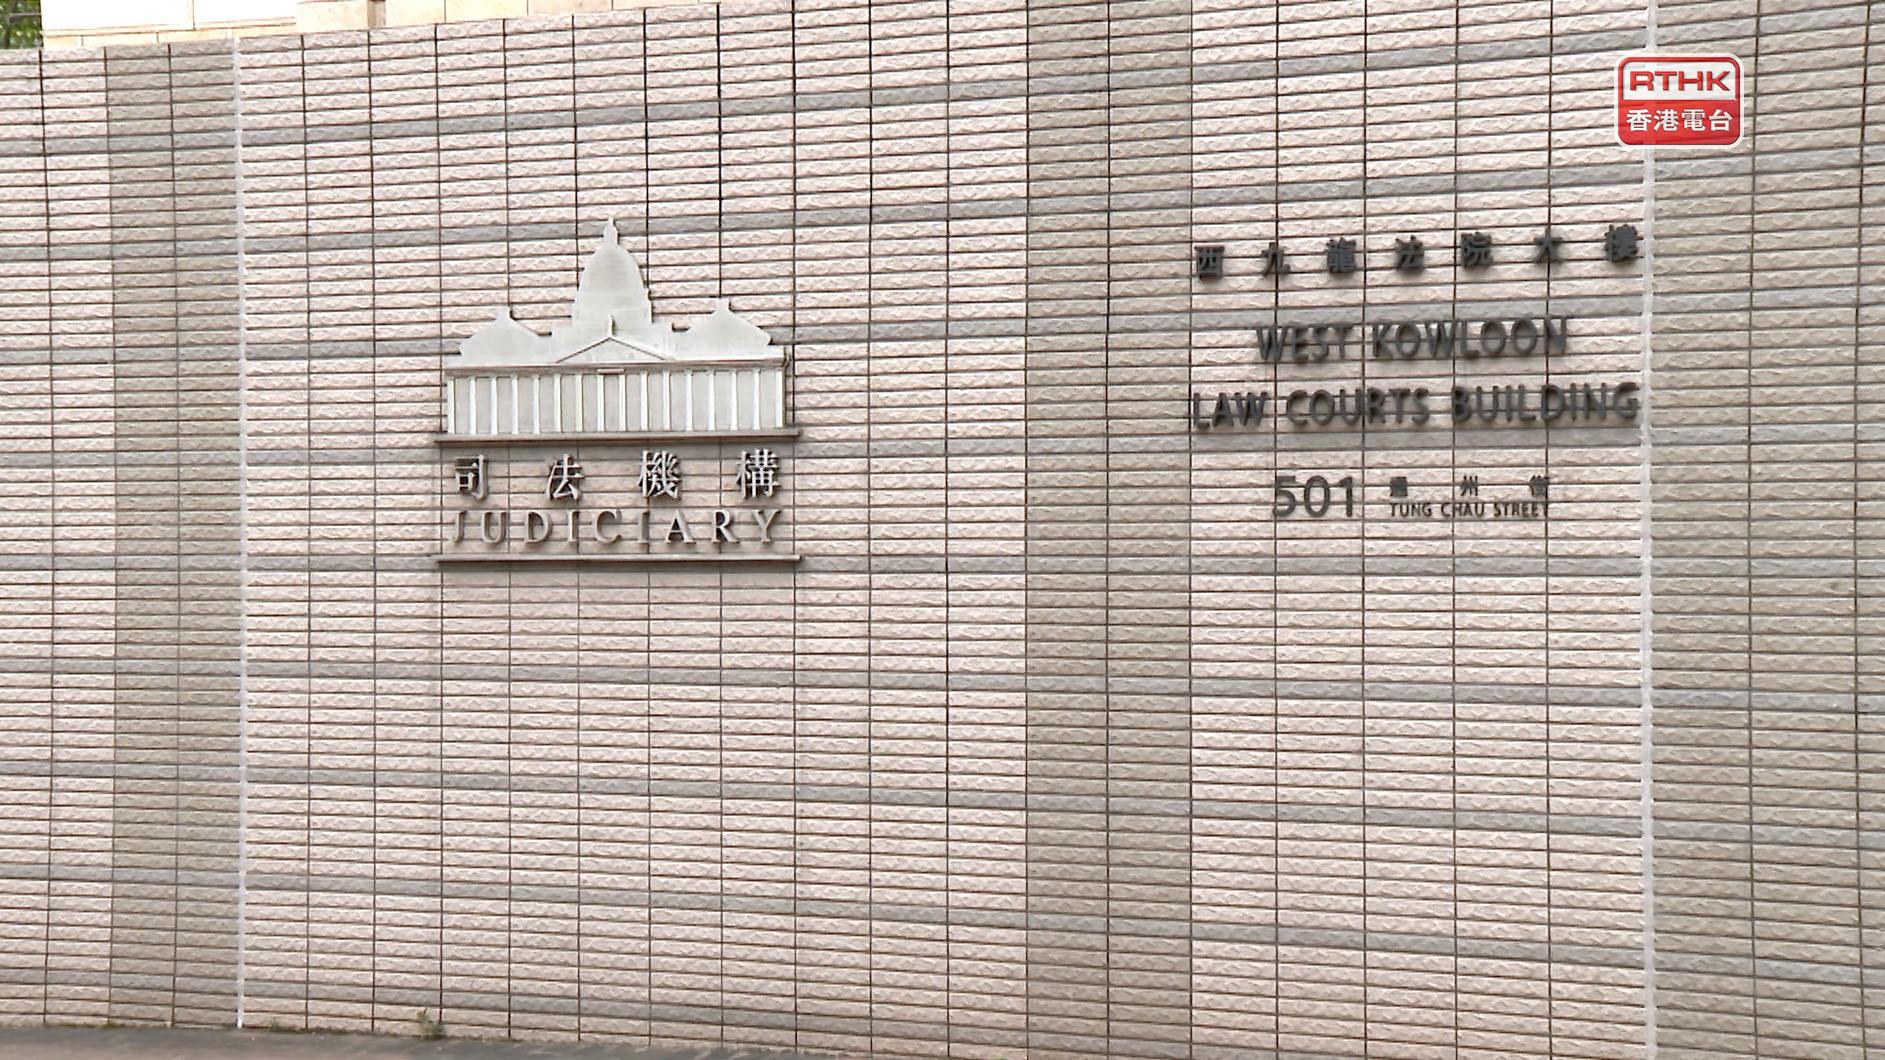 RTHK
香港電台
司法機構
JUDICIARY
西九龍法院大樓
WEST KOWLOON
LAW COURTS BUILDING
501 通州街
TUNG CHAU STREET